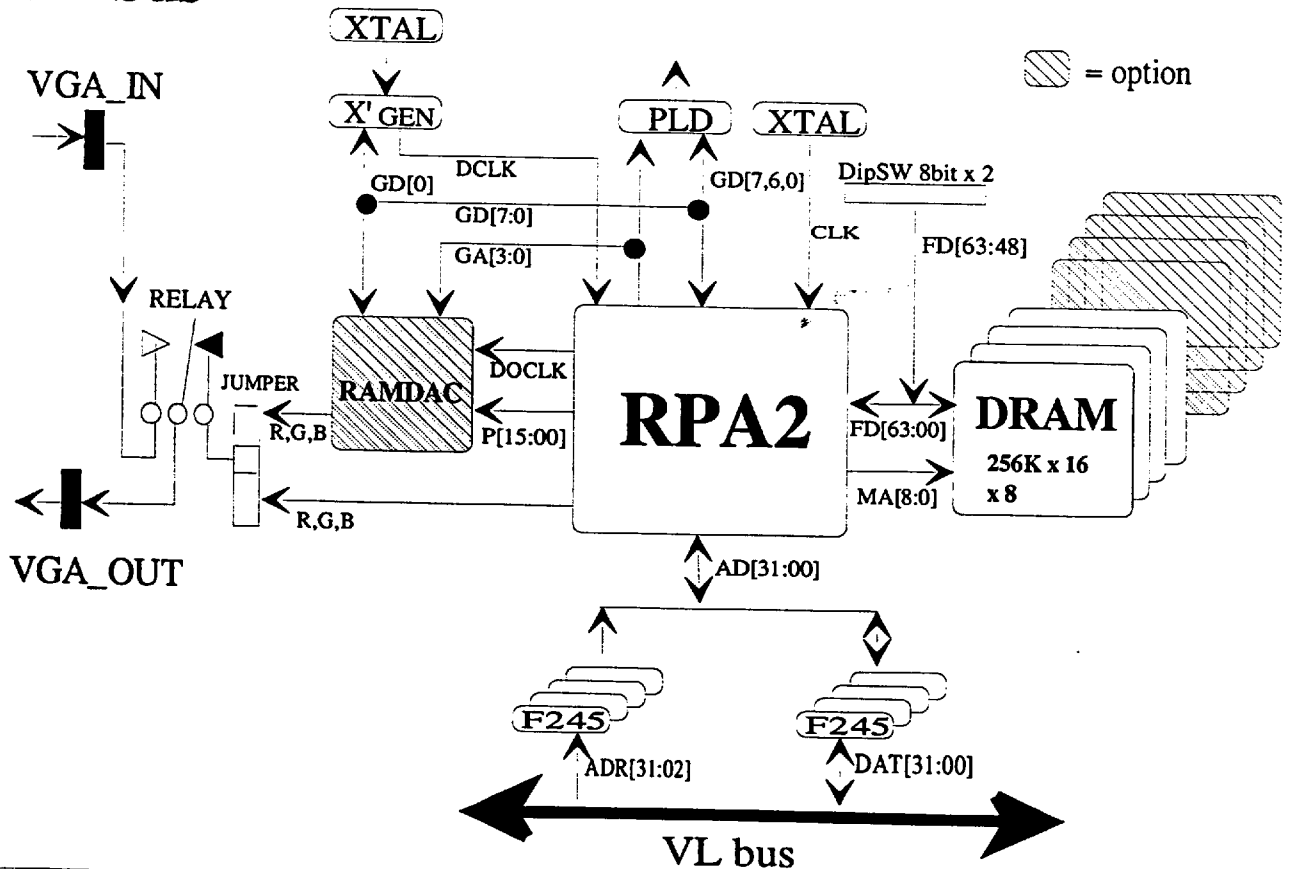 XTAL
= option
VGA_IN
X' GEN
PLD
XTAL
DCLK
DipSW 8bit x 2
GD[0]
GD[7,6,0]
GD[7:0]
CLK
FD[63:48]
GA[3:0]
RELAY
DOCLK
JUMPER
RAMDAC
RPA2
DRAM
R,G,B
P[15:00]
FD[63:00]
256K x 16
x 8
MA[8:0]
R,G,B
VGA_OUT
AD[31:00]
F245
F245
ADR[31:02]
DAT[31:00]
VL bus